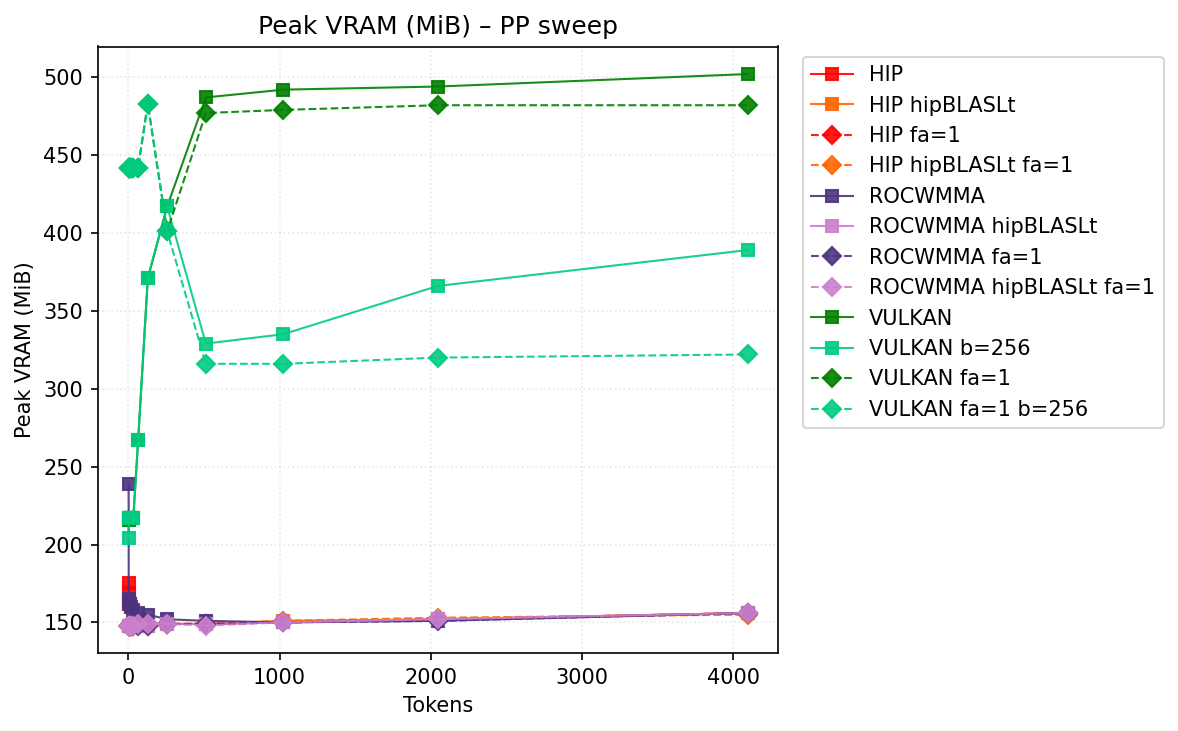 Peak VRAM (MiB) – PP sweep
Peak VRAM (MiB)
500
450
400
350
300
250
200
150
0
1000
2000
3000
4000
Tokens
HIP
HIP hipBLASLt
HIP fa=1
HIP hipBLASLt fa=1
ROCWMMA
ROCWMMA hipBLASLt
ROCWMMA fa=1
ROCWMMA hipBLASLt fa=1
VULKAN
VULKAN b=256
VULKAN fa=1
VULKAN fa=1 b=256